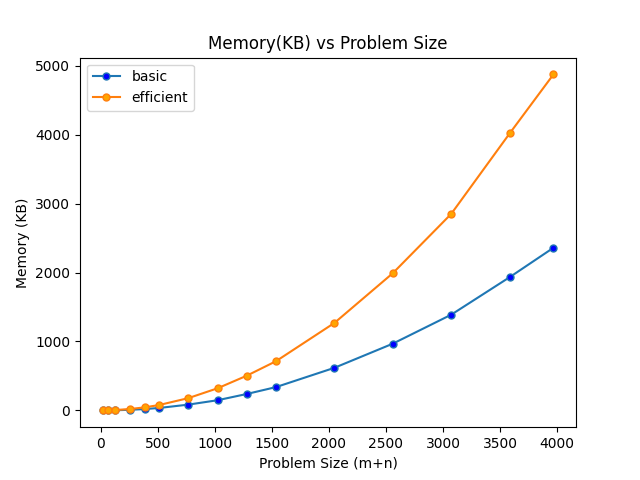 Memory(KB) vs Problem Size
basic
efficient
5000
4000
3000
2000
1000
0
Memory (KB)
0 500 1000 1500 2000 2500 3000 3500 4000
Problem Size (m+n)